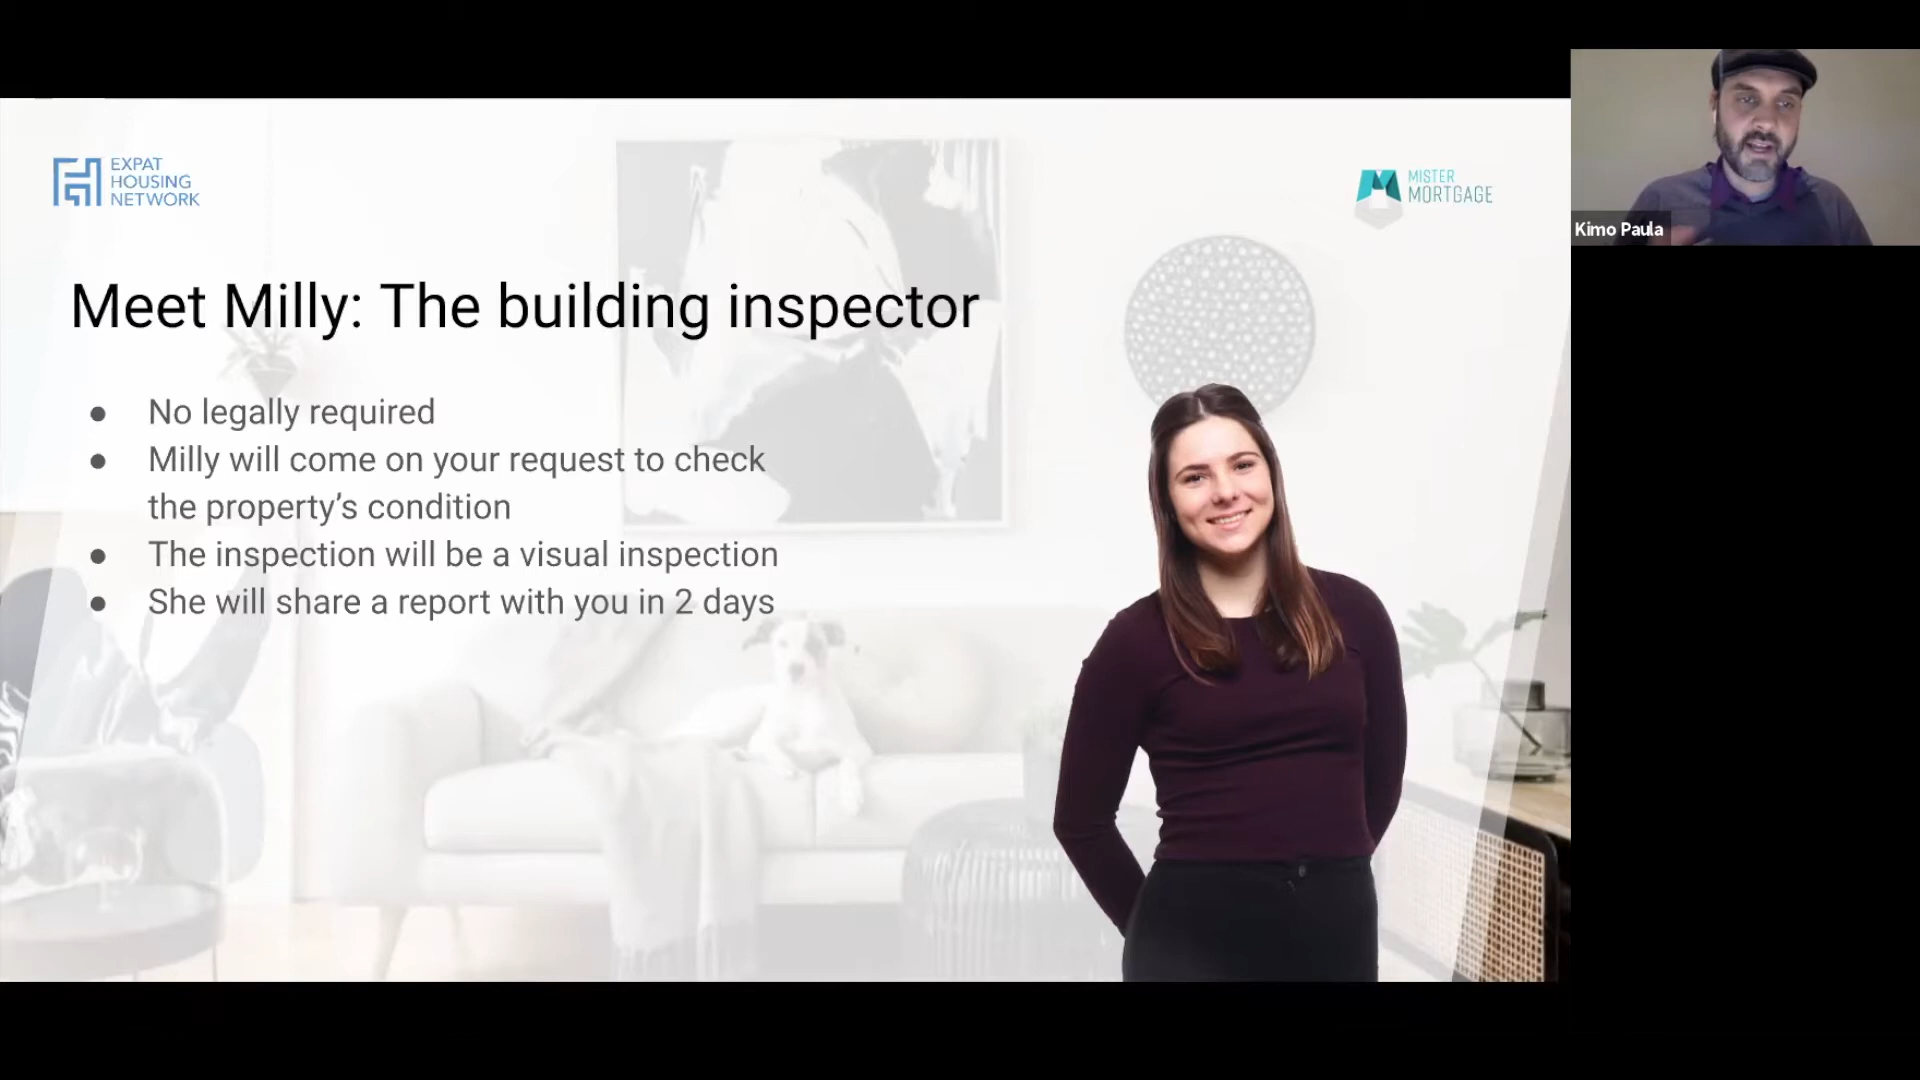 EXPAT
HOUSING
NETWORK
MISTER
MORTGAGE
Kimo Paula
Meet Milly: The building inspector
● No legally required
● Milly will come on your request to check
the property’s condition
● The inspection will be a visual inspection
● She will share a report with you in 2 days